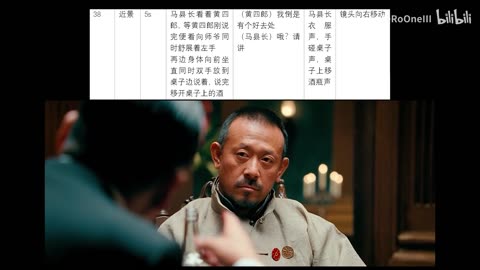 RoOneIII bilibili
38
近景
5s
马县长看着黄四
郎，等黄四郎刚说
完便看向师爷同
时舒展着左手
再边身体向前坐
直同时双手放到
桌子边说着，说完
移开桌子上的酒
（黄四郎）我倒是
有个好去处
（马县长）哦？请
讲
马县长
衣服
声，手
碰桌子
声，桌
子上移
酒瓶声
镜头向右移动